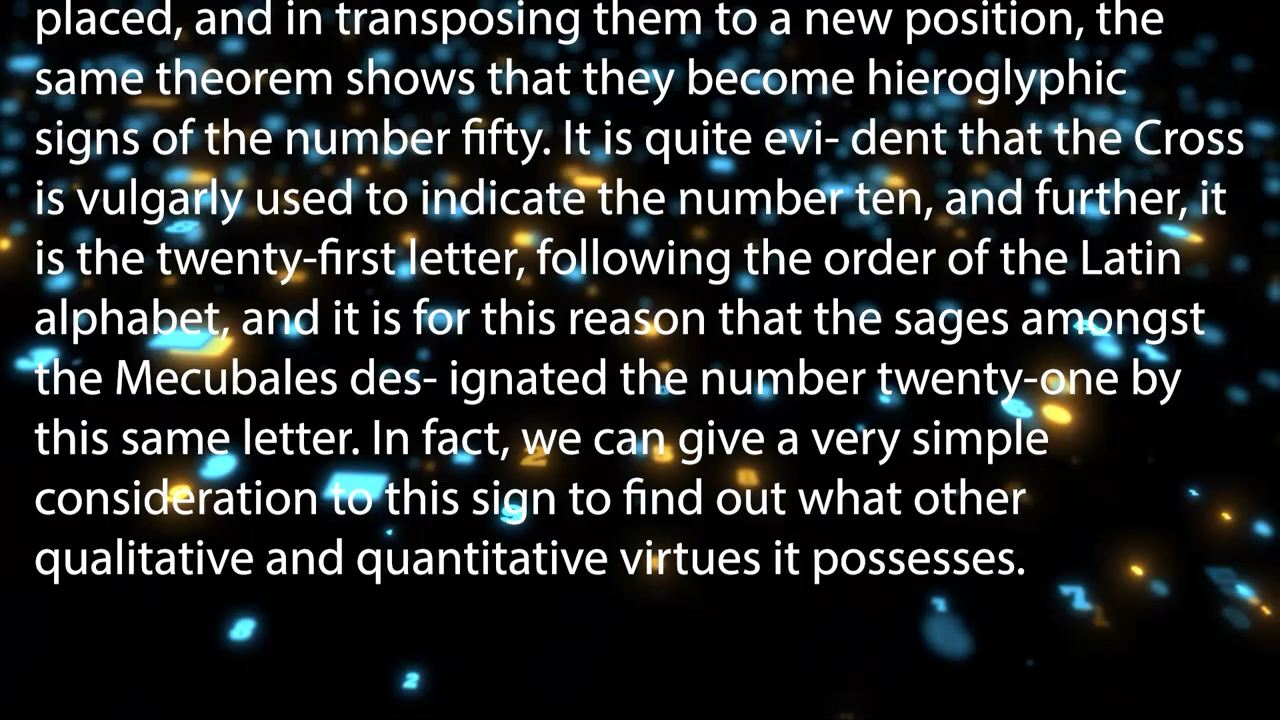 placed, and in transposing them to a new position, the
same theorem shows that they become hieroglyphic
signs of the number fifty. It is quite evi- dent that the Cross
is vulgarly used to indicate the number ten, and further, it
is the twenty-first letter, following the order of the Latin
alphabet, and it is for this reason that the sages amongst
the Mecubales des- ignated the number twenty-one by
this same letter. In fact, we can give a very simple
consideration to this sign to find out what other
qualitative and quantitative virtues it possesses.